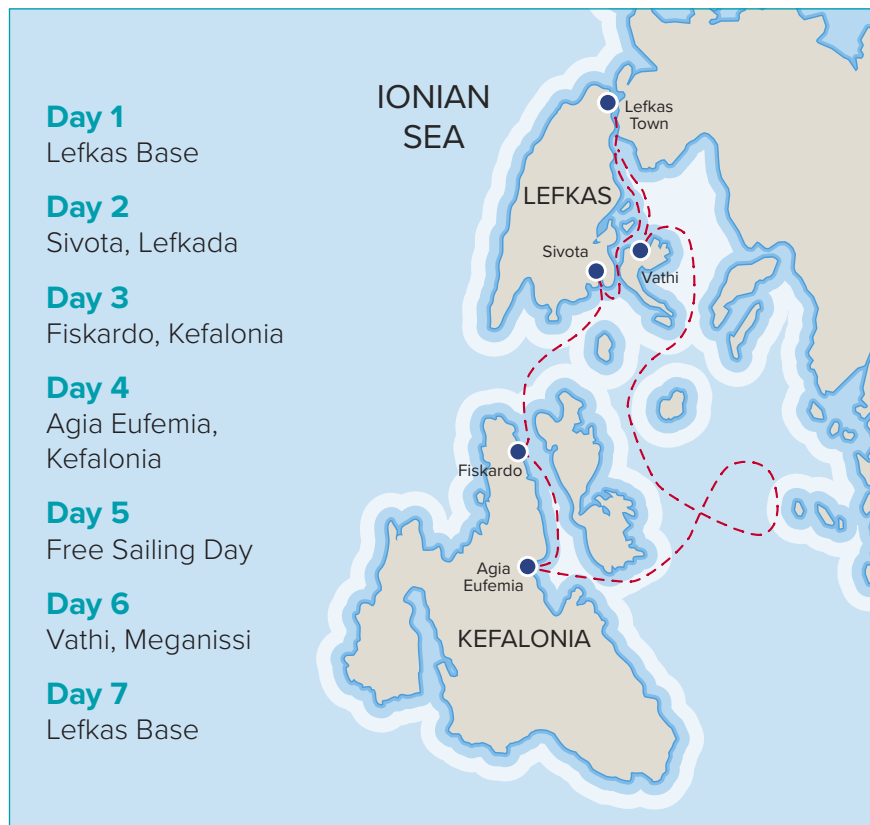 Day 1
Lefkas Base
Day 2
Sivota, Lefkada
Day 3
Fiskardo, Kefalonia
Day 4
Agia Eufemia,
Kefalonia
Day 5
Free Sailing Day
Day 6
Vathi, Meganissi
Day 7
Lefkas Base
IONIAN
SEA
Lefkas
Town
LEFKAS
Sivota
Vathi
Fiskardo
Agia
Eufemia
KEFALONIA